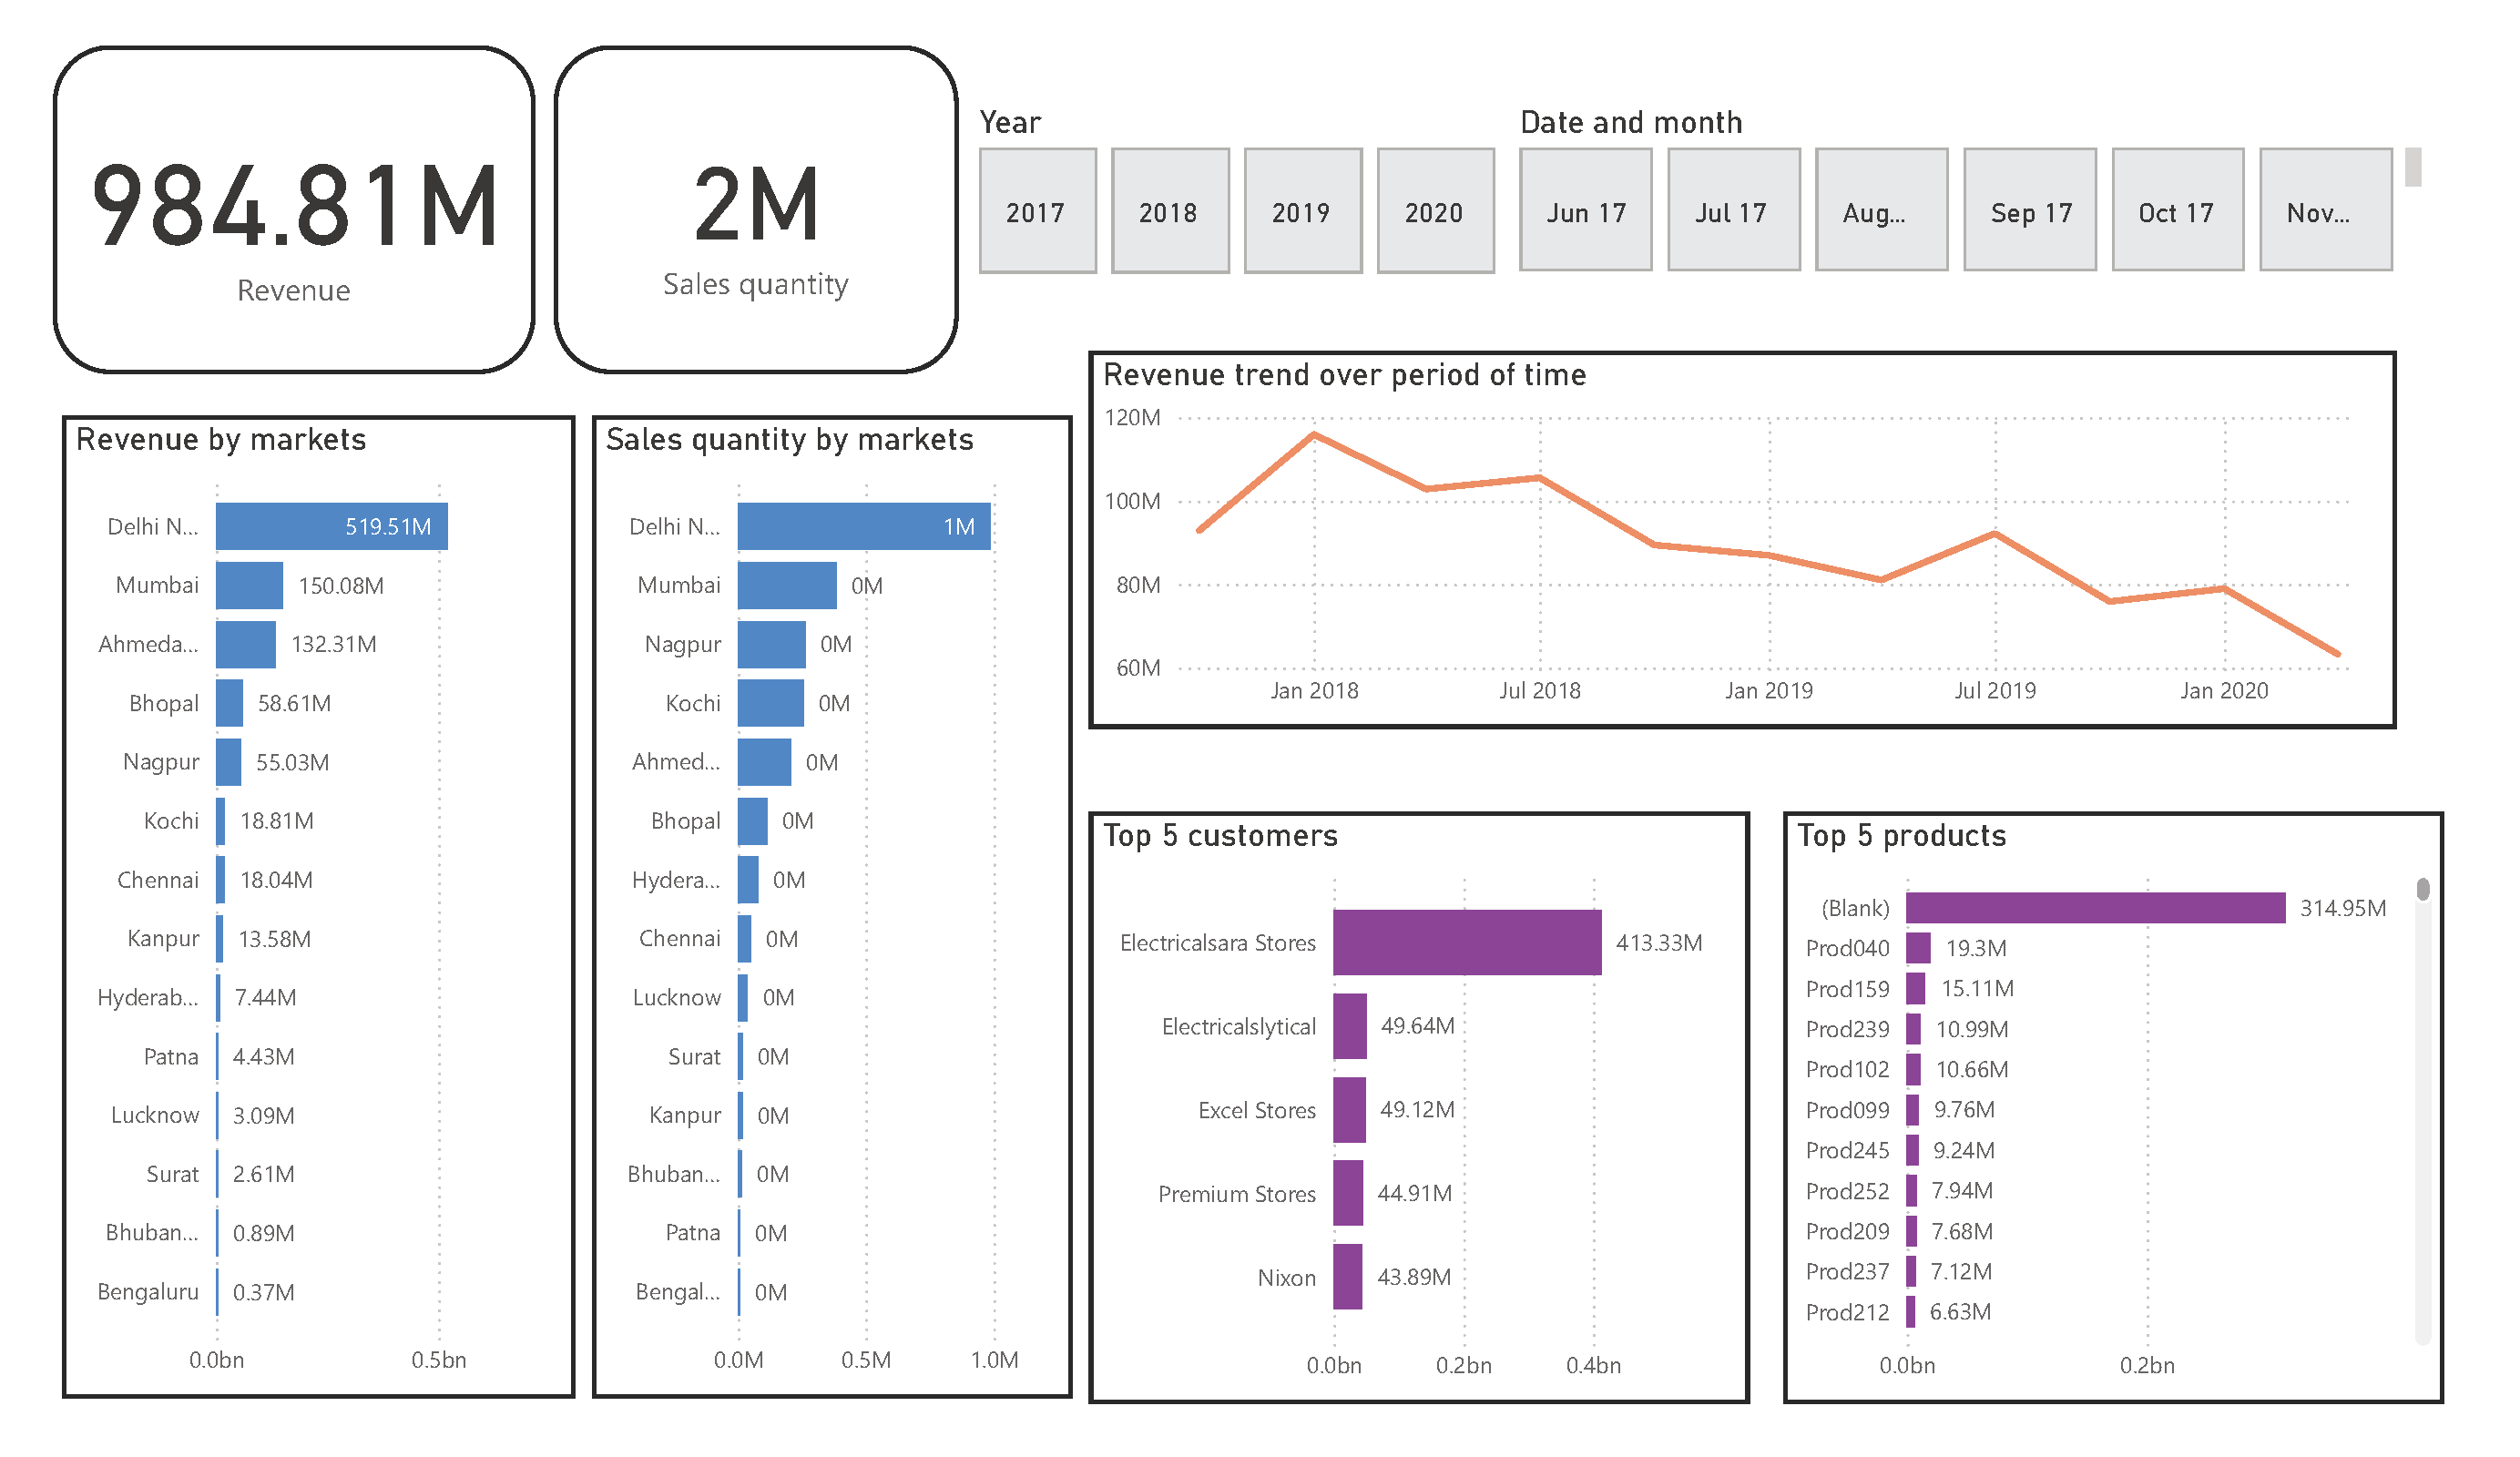 984.81M
Revenue
2M
Sales quantity
Year
2017 2018 2019 2020
Date and month
Jun 17 Jul 17 Aug... Sep 17 Oct 17 Nov...
Revenue by markets
Delhi N... 519.51M
Mumbai 150.08M
Ahmeda... 132.31M
Bhopal 58.61M
Nagpur 55.03M
Kochi 18.81M
Chennai 18.04M
Kanpur 13.58M
Hyderab... 7.44M
Patna 4.43M
Lucknow 3.09M
Surat 2.61M
Bhuban... 0.89M
Bengaluru 0.37M
0.0bn 0.5bn
Sales quantity by markets
Delhi N... 1M
Mumbai 0M
Nagpur 0M
Kochi 0M
Ahmed... 0M
Bhopal 0M
Hydera... 0M
Chennai 0M
Lucknow 0M
Surat 0M
Kanpur 0M
Bhuban... 0M
Patna 0M
Bengal... 0M
0.0M 0.5M 1.0M
Revenue trend over period of time
120M
100M
80M
60M
Jan 2018 Jul 2018 Jan 2019 Jul 2019 Jan 2020
Top 5 customers
Electricalsara Stores 413.33M
Electricalslytical 49.64M
Excel Stores 49.12M
Premium Stores 44.91M
Nixon 43.89M
0.0bn 0.2bn 0.4bn
Top 5 products
(Blank) 314.95M
Prod040 19.3M
Prod159 15.11M
Prod239 10.99M
Prod102 10.66M
Prod099 9.76M
Prod245 9.24M
Prod252 7.94M
Prod209 7.68M
Prod237 7.12M
Prod212 6.63M
0.0bn 0.2bn